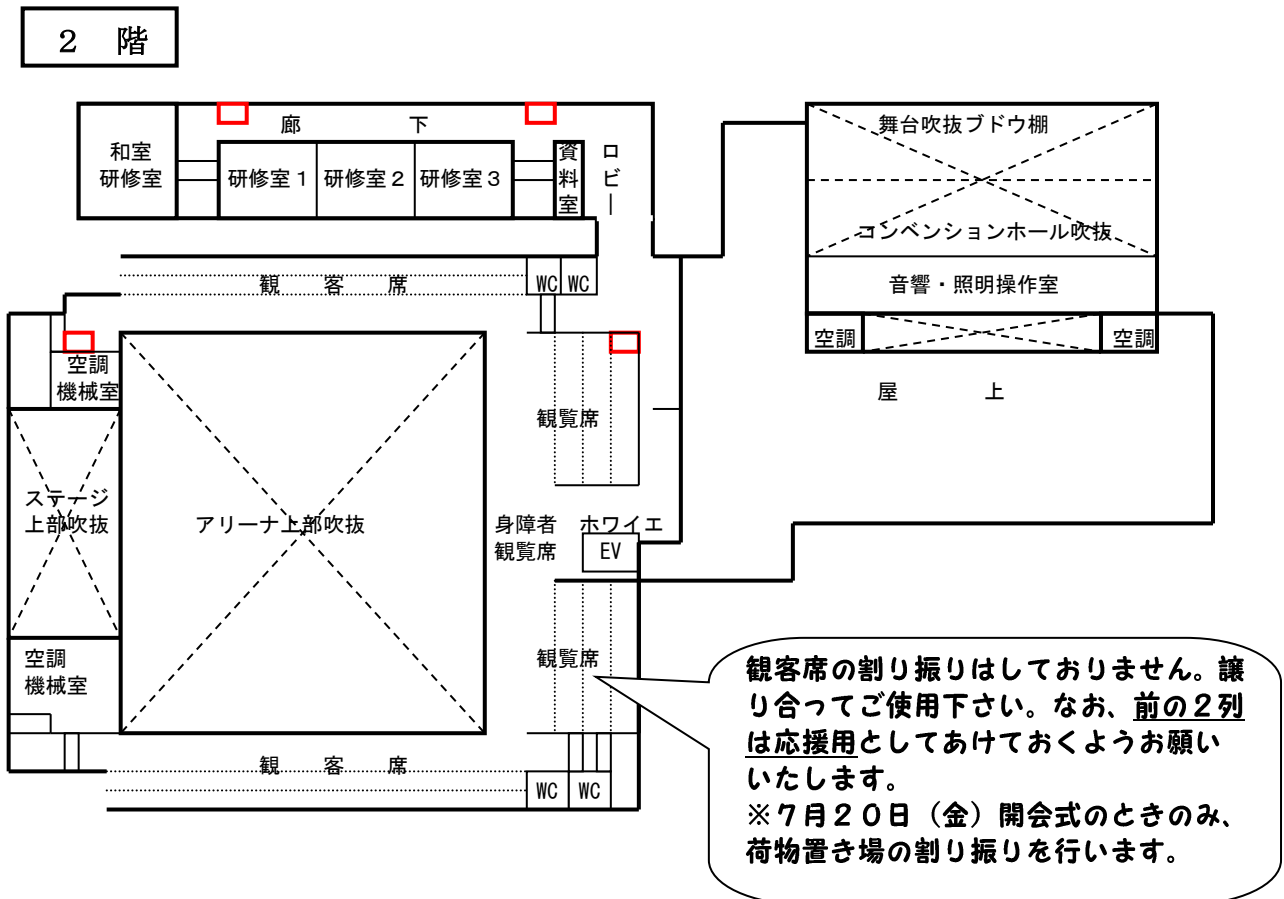 ２　階
廊　　　　下
舞台吹抜ブドウ棚
和室
研修室
研修室１
研修室２
研修室３
資料室
ロビー
コンベンションホール吹抜
観　客　席
WC
WC
音響・照明操作室
空調
空調
空調
機械室
屋　　　上
観覧席
ステージ
上部吹抜
アリーナ上部吹抜
身障者
観覧席
ホワイエ
EV
空調
機械室
観覧席
観　客　席
WC
WC
観客席の割り振りはしておりません。譲
り合ってご使用下さい。なお、前の２列
は応援用としてあけておくようお願い
いたします。
※７月２０日（金）開会式のときのみ、
荷物置き場の割り振りを行います。